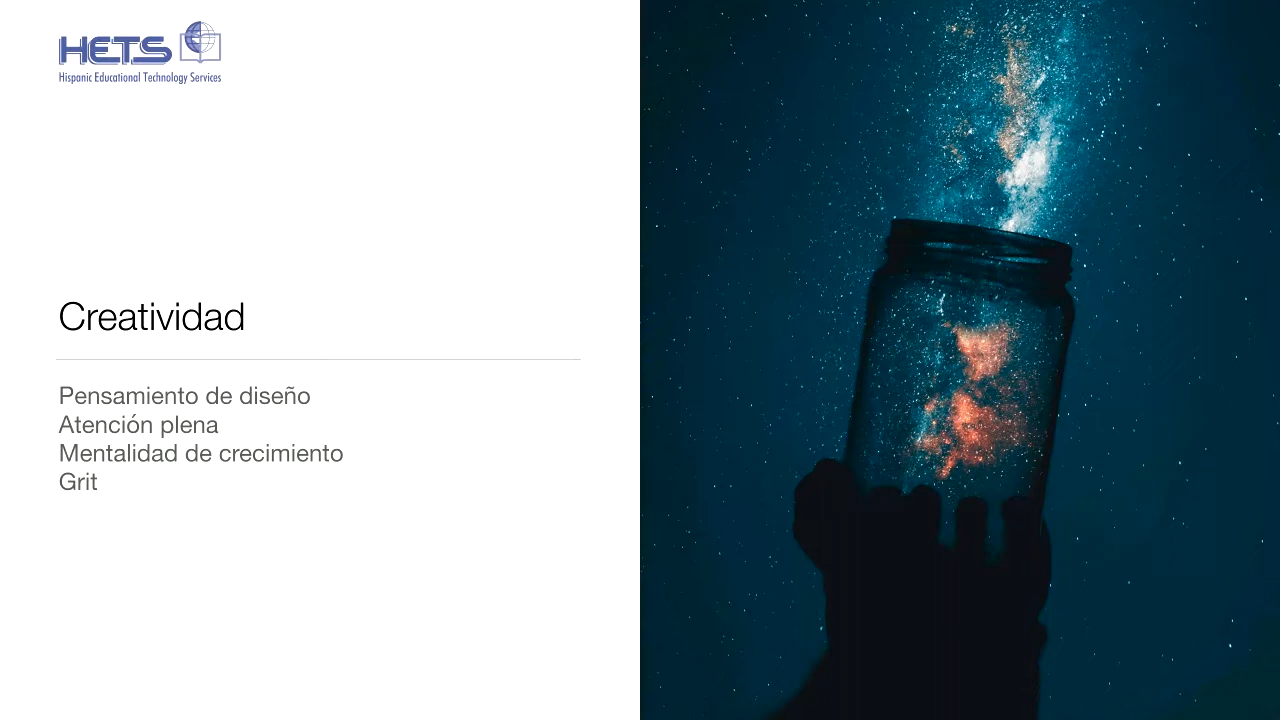 HETS
Hispanic Educational Technology Services
Creatividad
Pensamiento de diseño
Atención plena
Mentalidad de crecimiento
Grit